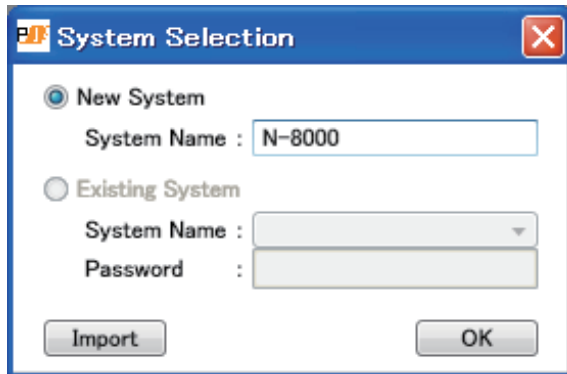 System Selection
New System
System Name : N-8000
Existing System
System Name :
Password :
Import OK